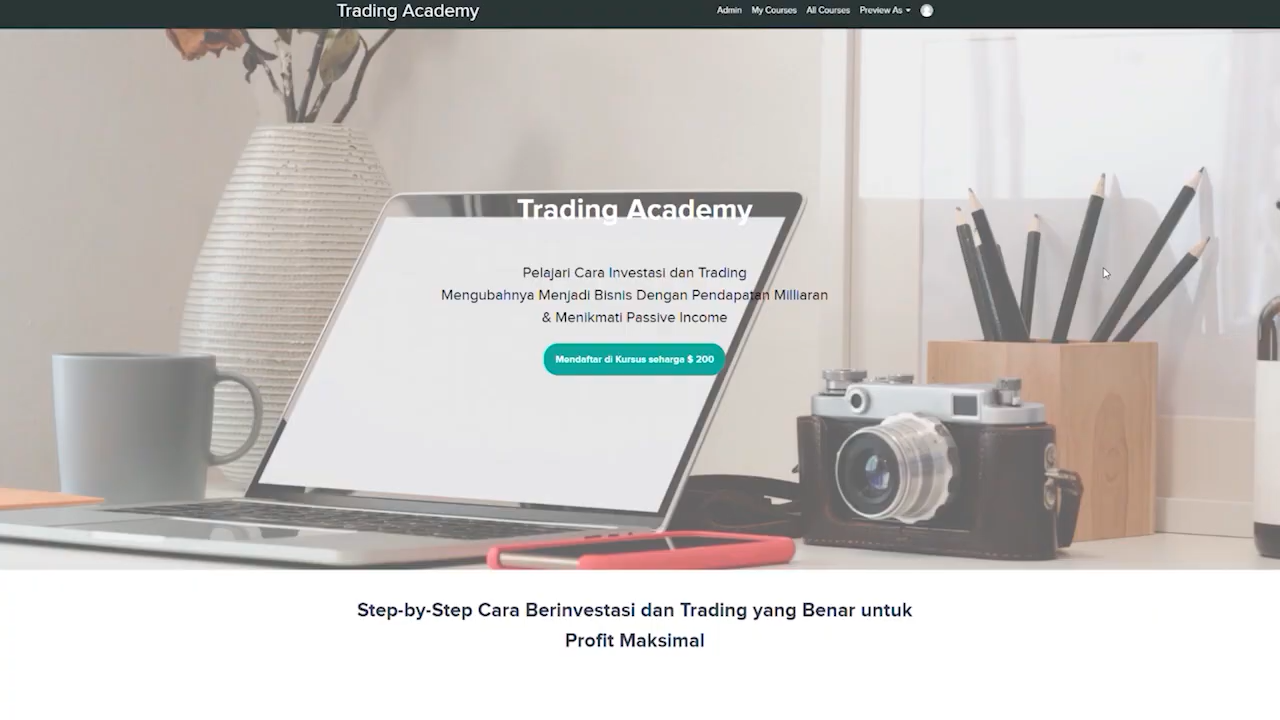 Trading Academy
Admin My Courses All Courses Preview As
Trading Academy
Pelajari Cara Investasi dan Trading
Mengubahnya Menjadi Bisnis Dengan Pendapatan Milliaran
& Menikmati Passive Income
Mendaftar di Kursus seharga $ 200
Step-by-Step Cara Berinvestasi dan Trading yang Benar untuk
Profit Maksimal